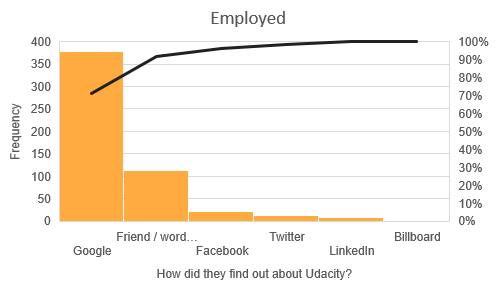 Employed
400
350
300
250
200
150
100
50
0
Frequency
100%
90%
80%
70%
60%
50%
40%
30%
20%
10%
0%
Google
Friend / word...
Facebook
Twitter
LinkedIn
Billboard
How did they find out about Udacity?